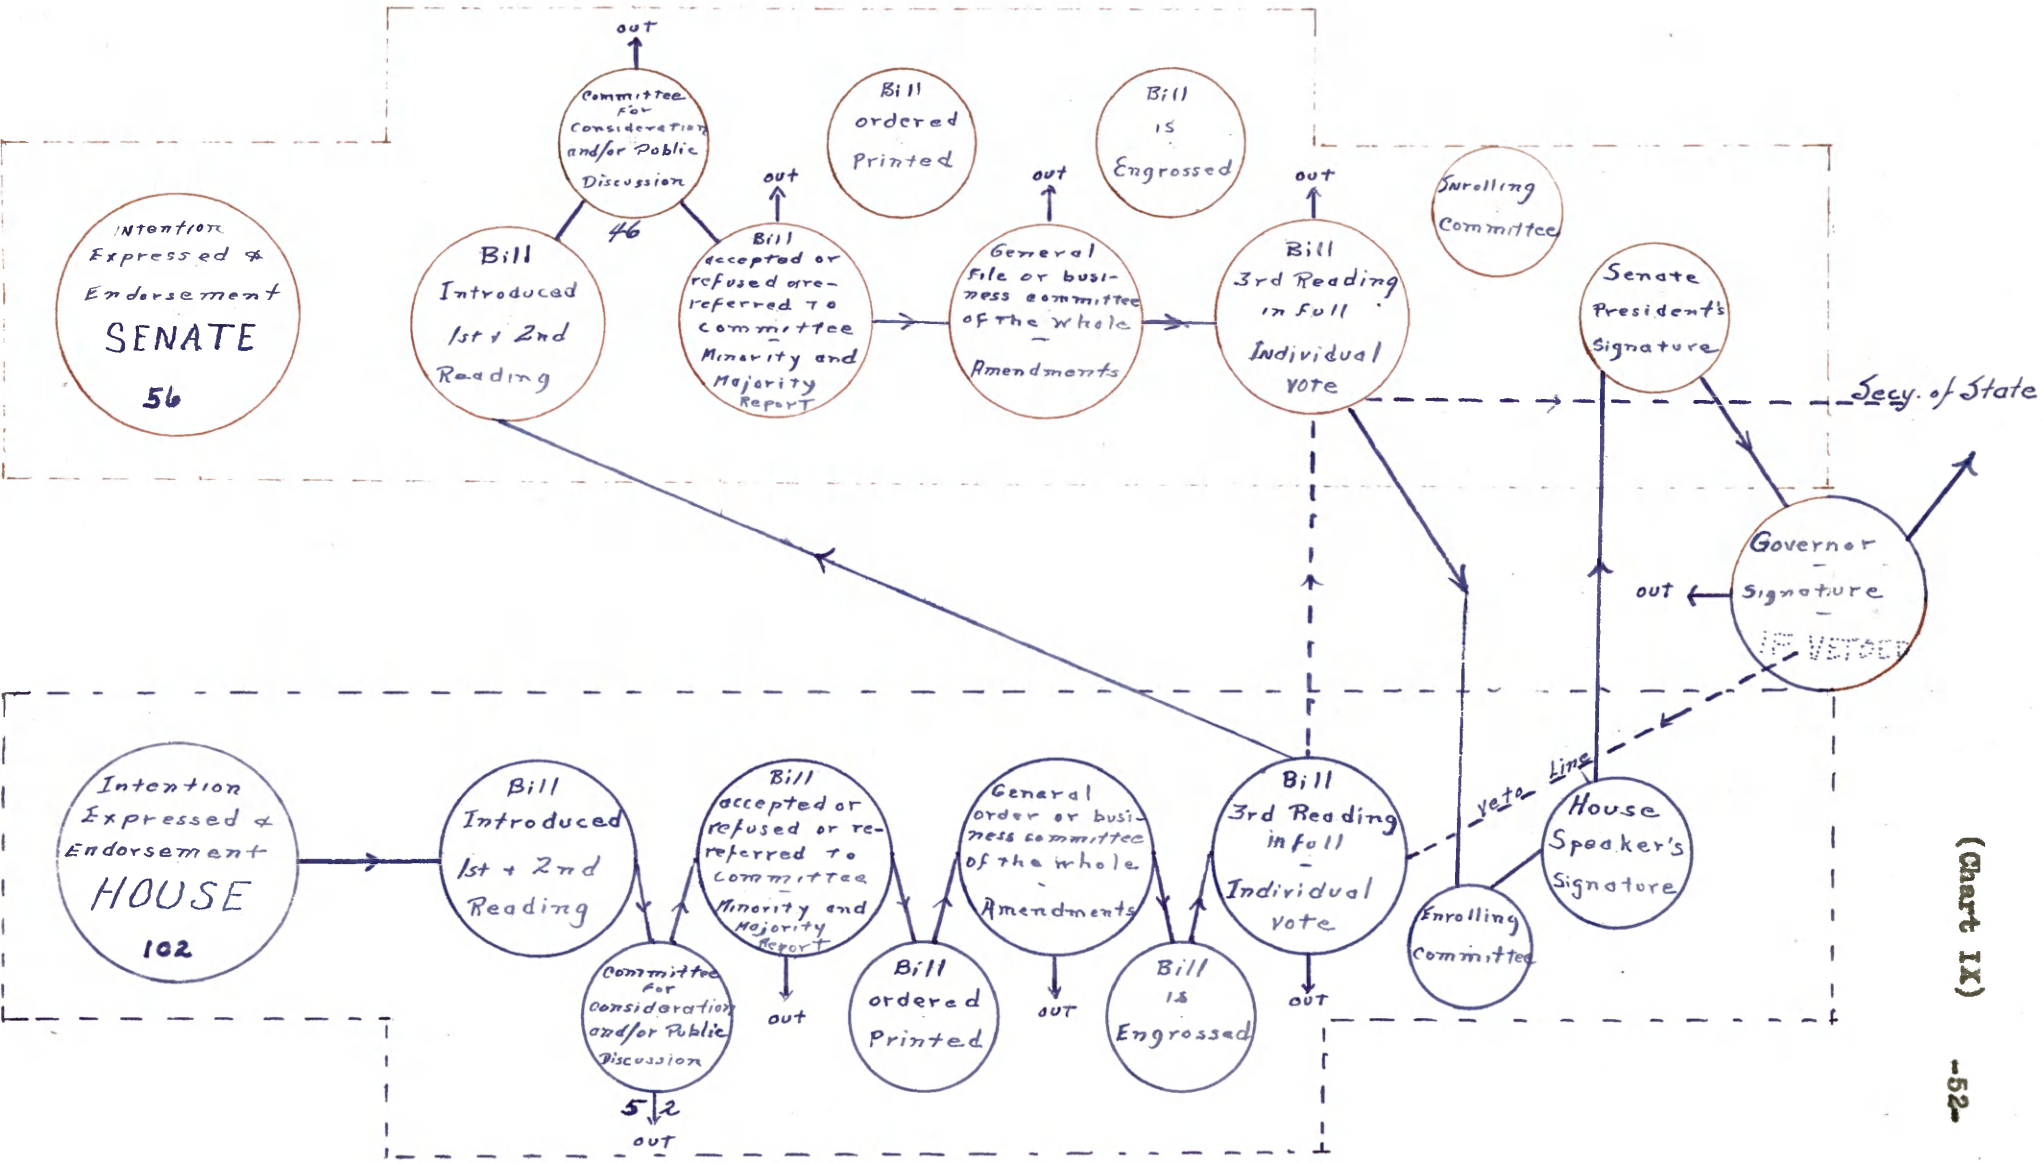 out
Committee
For
Consideration
and/or Public
Discussion
46
Bill
ordered
Printed
Bill
is
Engrossed
out
out
out
Enrolling
Committee
Intention
Expressed &
Endorsement
SENATE
56
Bill
Introduced
1st + 2nd
Reading
Bill
accepted or
refused or re-
referred To
committee
Minority and
Majority
Report
General
File or busi-
ness committee
of the whole
Amendments
Bill
3rd Reading
in full
Individual
vote
Senate
President's
Signature
Secy. of State
Governor
Signature
IF VETOED
out
veto Line
Intention
Expressed &
Endorsement
HOUSE
102
Bill
Introduced
1st + 2nd
Reading
Committee
For
Consideration
and/or Public
Discussion
52
out
Bill
accepted or
refused or re-
referred To
committee
Minority and
Majority
Report
out
Bill
ordered
Printed
General
order or busi-
ness committee
of the whole
Amendments
out
Bill
is
Engrossed
Bill
3rd Reading
in full
Individual
vote
out
Enrolling
Committee
House
Speaker's
Signature
(Chart IX)
-52-